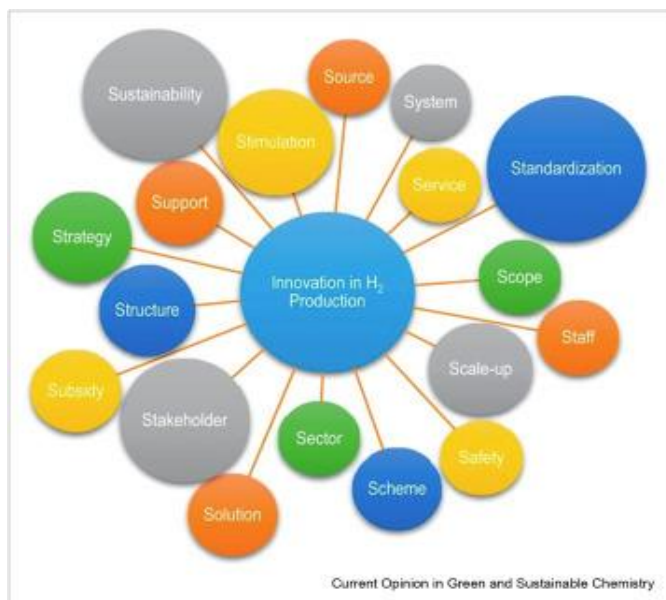 Source
Sustainability
System
Stimulation
Standardization
Service
Support
Strategy
Scope
Innovation in H₂
Production
Structure
Staff
Scale-up
Subsidy
Stakeholder
Sector
Safety
Scheme
Solution
Current Opinion in Green and Sustainable Chemistry